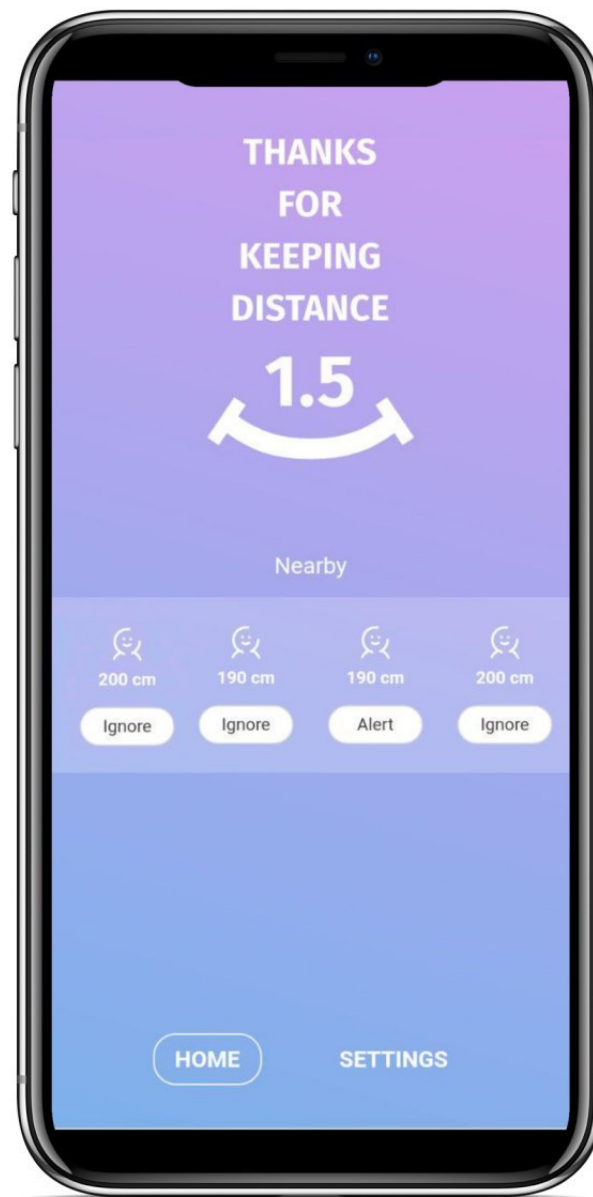 THANKS
FOR
KEEPING
DISTANCE
1.5
Nearby
200 cm 190 cm 190 cm 200 cm
Ignore Ignore Alert Ignore
HOME SETTINGS